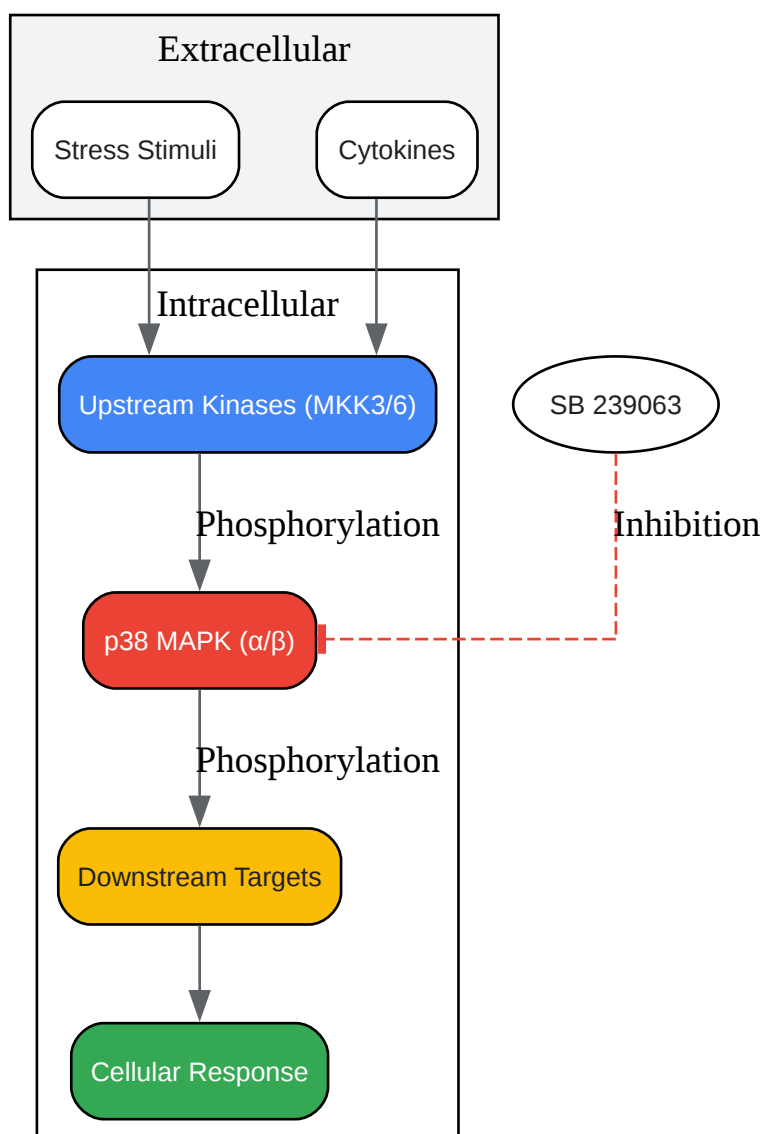 Extracellular
Stress Stimuli
Cytokines
Intracellular
Upstream Kinases (MKK3/6)
SB 239063
Phosphorylation
Inhibition
p38 MAPK (α/β)
Phosphorylation
Downstream Targets
Cellular Response